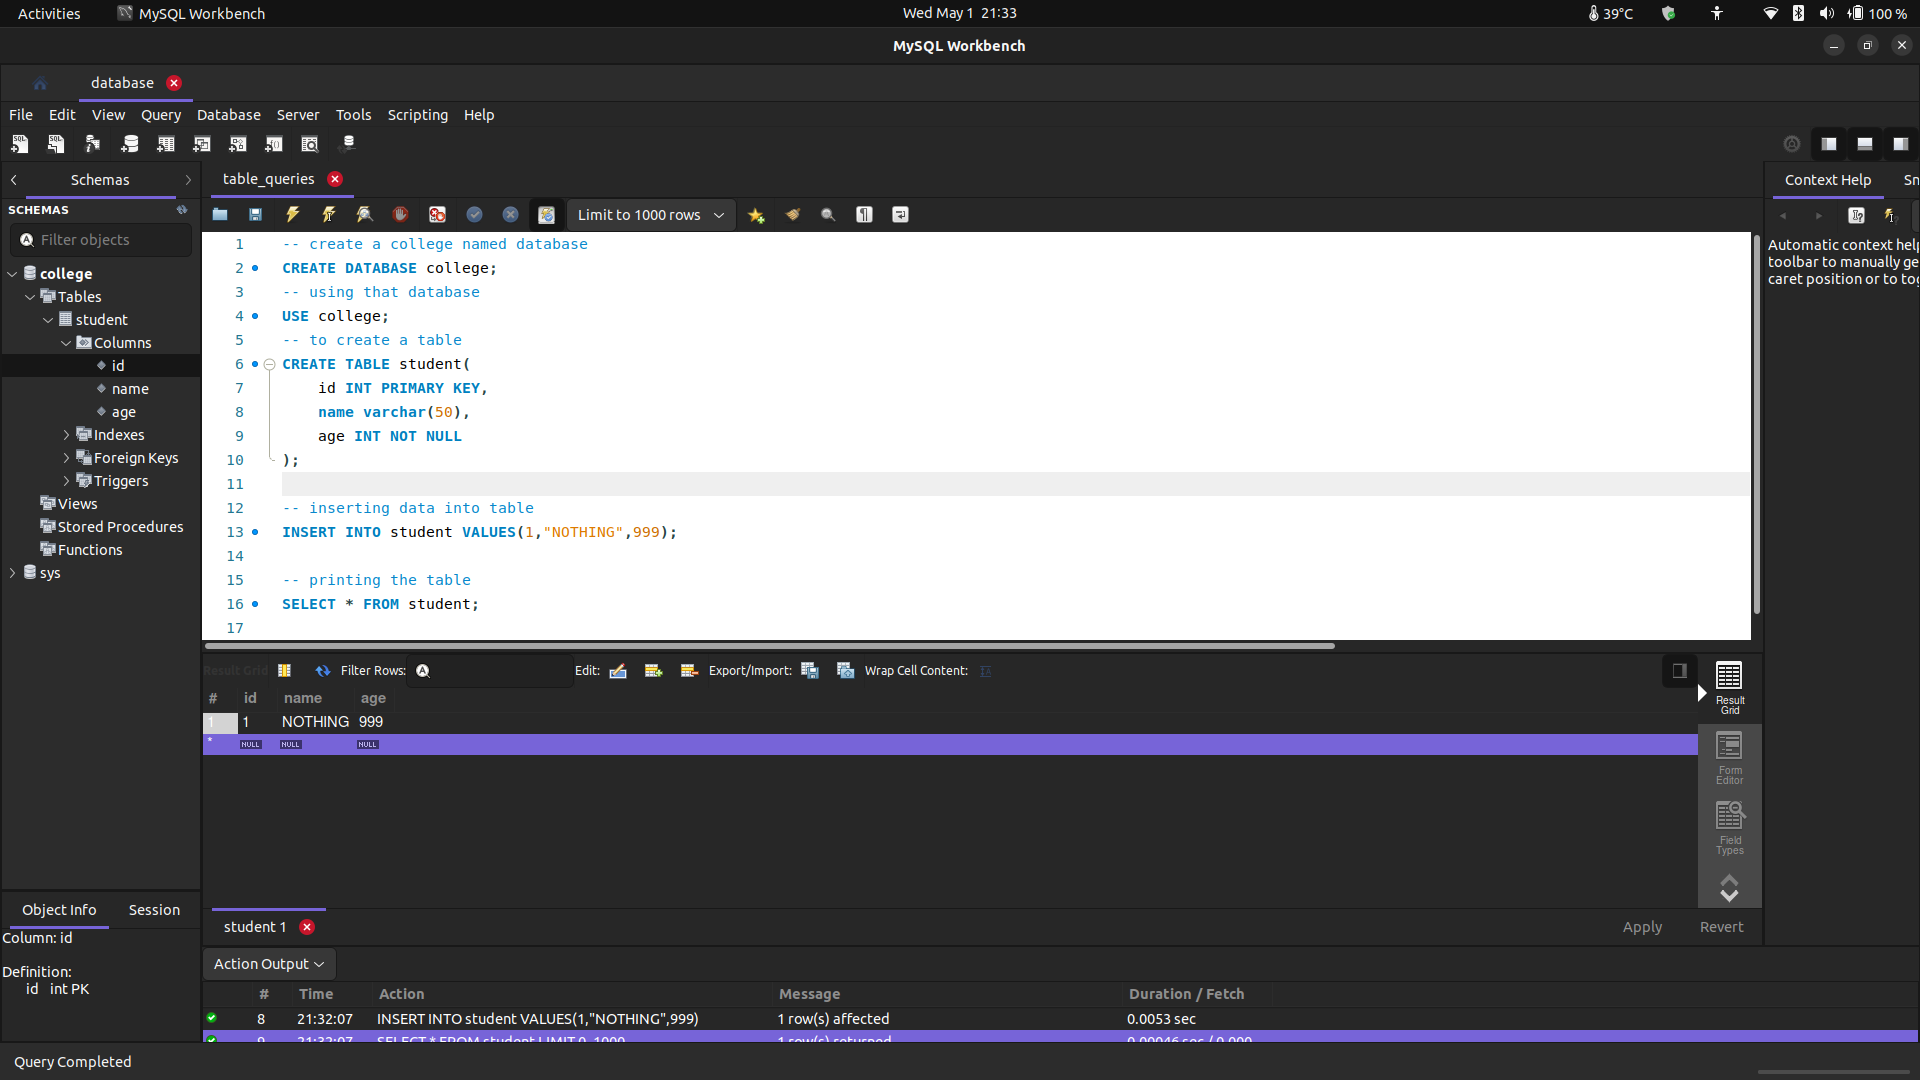 Activities MySQL Workbench Wed May 1 21:33 39°C 100 %
MySQL Workbench
database
File Edit View Query Database Server Tools Scripting Help
Schemas
SCHEMAS
Filter objects
college
Tables
student
Columns
id
name
age
Indexes
Foreign Keys
Triggers
Views
Stored Procedures
Functions
sys
table_queries
Limit to 1000 rows
1 -- create a college named database
2 CREATE DATABASE college;
3 -- using that database
4 USE college;
5 -- to create a table
6 CREATE TABLE student(
7 id INT PRIMARY KEY,
8 name varchar(50),
9 age INT NOT NULL
10 );
11
12 -- inserting data into table
13 INSERT INTO student VALUES(1,"NOTHING",999);
14
15 -- printing the table
16 SELECT * FROM student;
17
Context Help Sn
Automatic context help
toolbar to manually ge
caret position or to tog
Result Grid Filter Rows: Edit: Export/Import: Wrap Cell Content:
# id name age
1 1 NOTHING 999
* NULL NULL NULL
Result
Grid
Form
Editor
Field
Types
student 1 Apply Revert
Object Info Session
Column: id
Definition:
id int PK
Action Output
# Time Action Message Duration / Fetch
8 21:32:07 INSERT INTO student VALUES(1,"NOTHING",999) 1 row(s) affected 0.0053 sec
9 21:32:07 SELECT * FROM student LIMIT 0, 1000 1 row(s) returned 0.00046 sec / 0.000
Query Completed